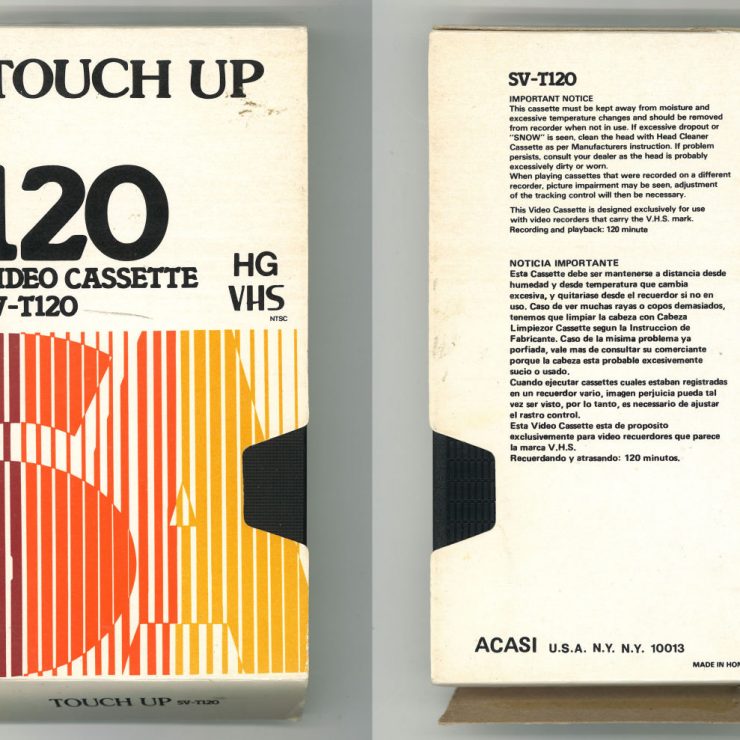 TOUCH UP
120
VIDEO CASSETTE
SV-T120
HG
VHS
NTSC
TOUCH UP SV-T120
SV-T120
IMPORTANT NOTICE
This cassette must be kept away from moisture and
excessive temperature changes and should be removed
from recorder when not in use. If excessive dropout or
"SNOW" is seen, clean the head with Head Cleaner
Cassette as per Manufacturers instruction. If problem
persists, consult your dealer as the head is probably
excessively dirty or worn.
When playing cassettes that were recorded on a different
recorder, picture impairment may be seen, adjustment
of the tracking control will then be necessary.
This Video Cassette is designed exclusively for use
with video recorders that carry the V.H.S. mark.
Recording and playback: 120 minute
NOTICIA IMPORTANTE
Esta Cassette debe ser mantenerse a distancia desde
humedad y desde temperatura que cambia
excesiva, y quitariase desde el recuerdor si no en
uso. Caso de ver muchas rayas o copos demasiados,
tenemos que limpiar la cabeza con Cabeza
Limpiezor Cassette segun la Instruccion de
Fabricante. Caso de la misima problema ya
porfiada, vale mas de consultar su comerciante
porque la cabeza esta probable excesivemente
sucio o usado.
Cuando ejecutar cassettes cuales estaban registradas
en un recuerdor vario, imagen perjuicia pueda tal
vez ser visto, por lo tanto, es necesario de ajustar
el rastro control.
Esta Video Cassette esta de proposito
exclusivemente para video recuerdores que parece
la marca V.H.S.
Recuerdando y atrasando: 120 minutos.
ACASI U.S.A. N.Y. N.Y. 10013
MADE IN HON